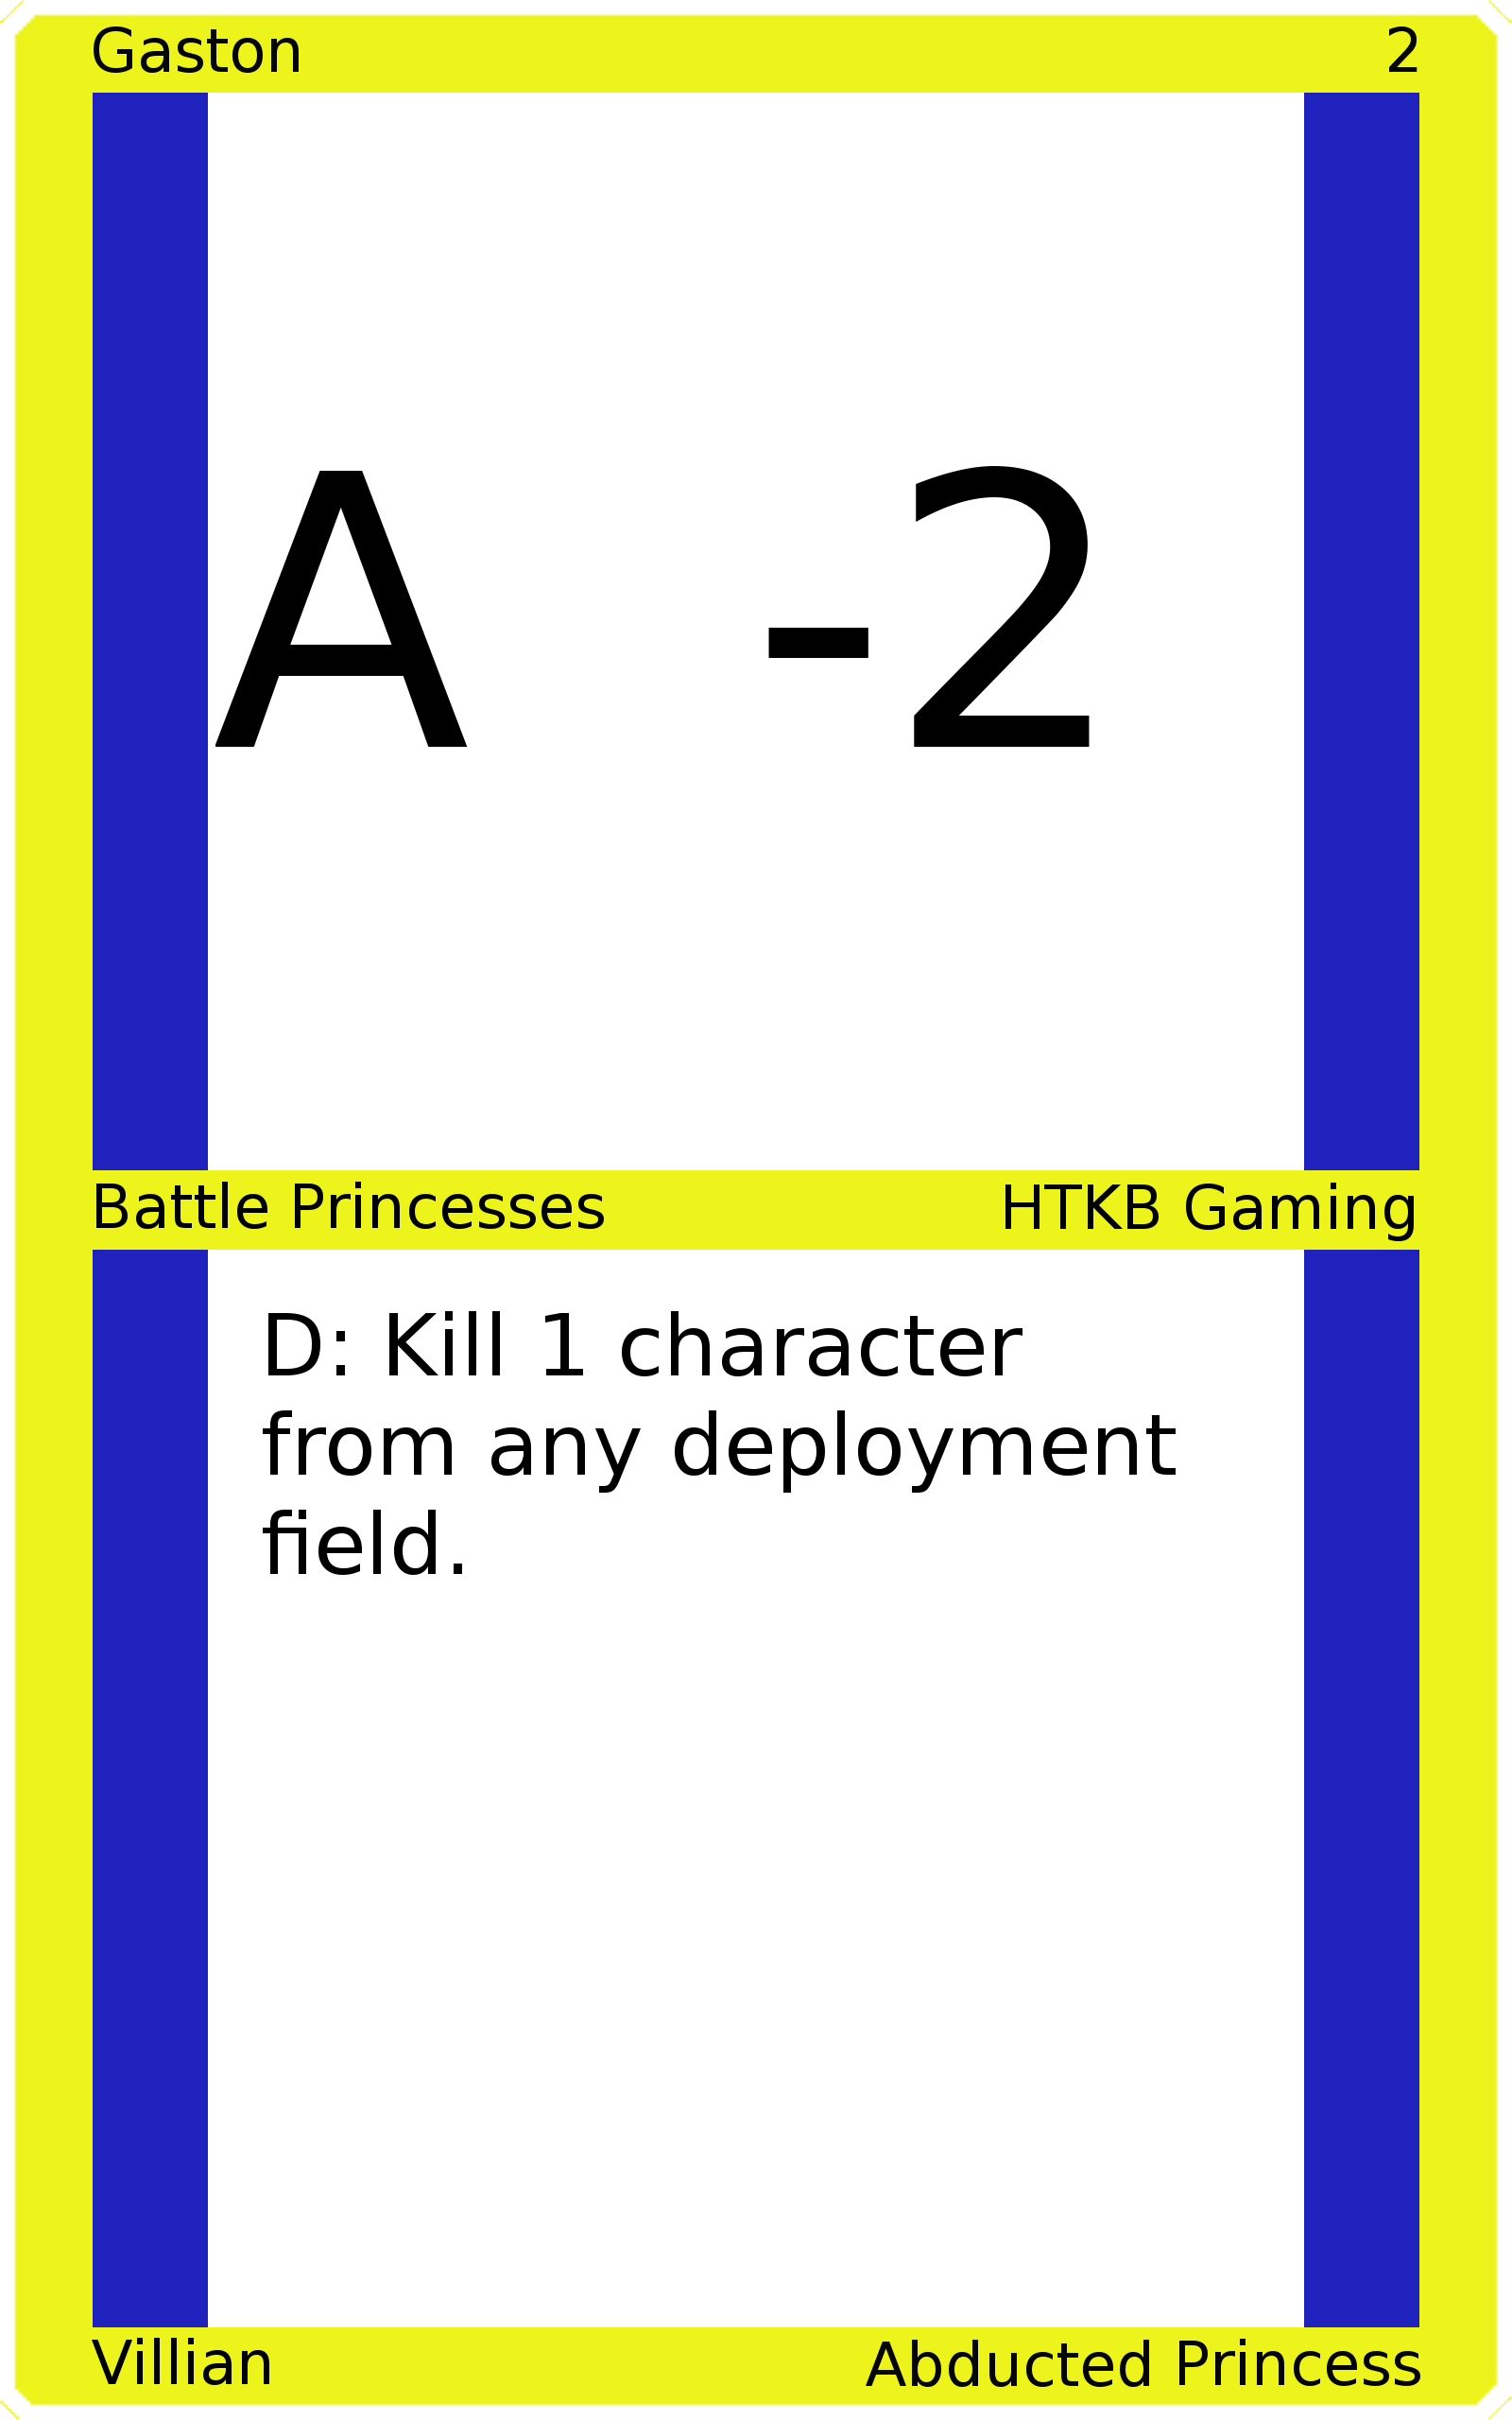 Gaston 2
A -2
Battle Princesses HTKB Gaming
D: Kill 1 character
from any deployment
field.
Villian Abducted Princess